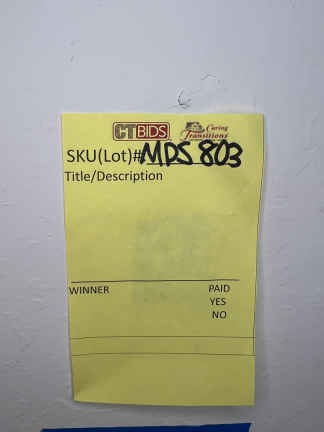 CTBIDS Caring Transitions
SKU(Lot)# MDS 803
Title/Description
WINNER PAID
YES
NO